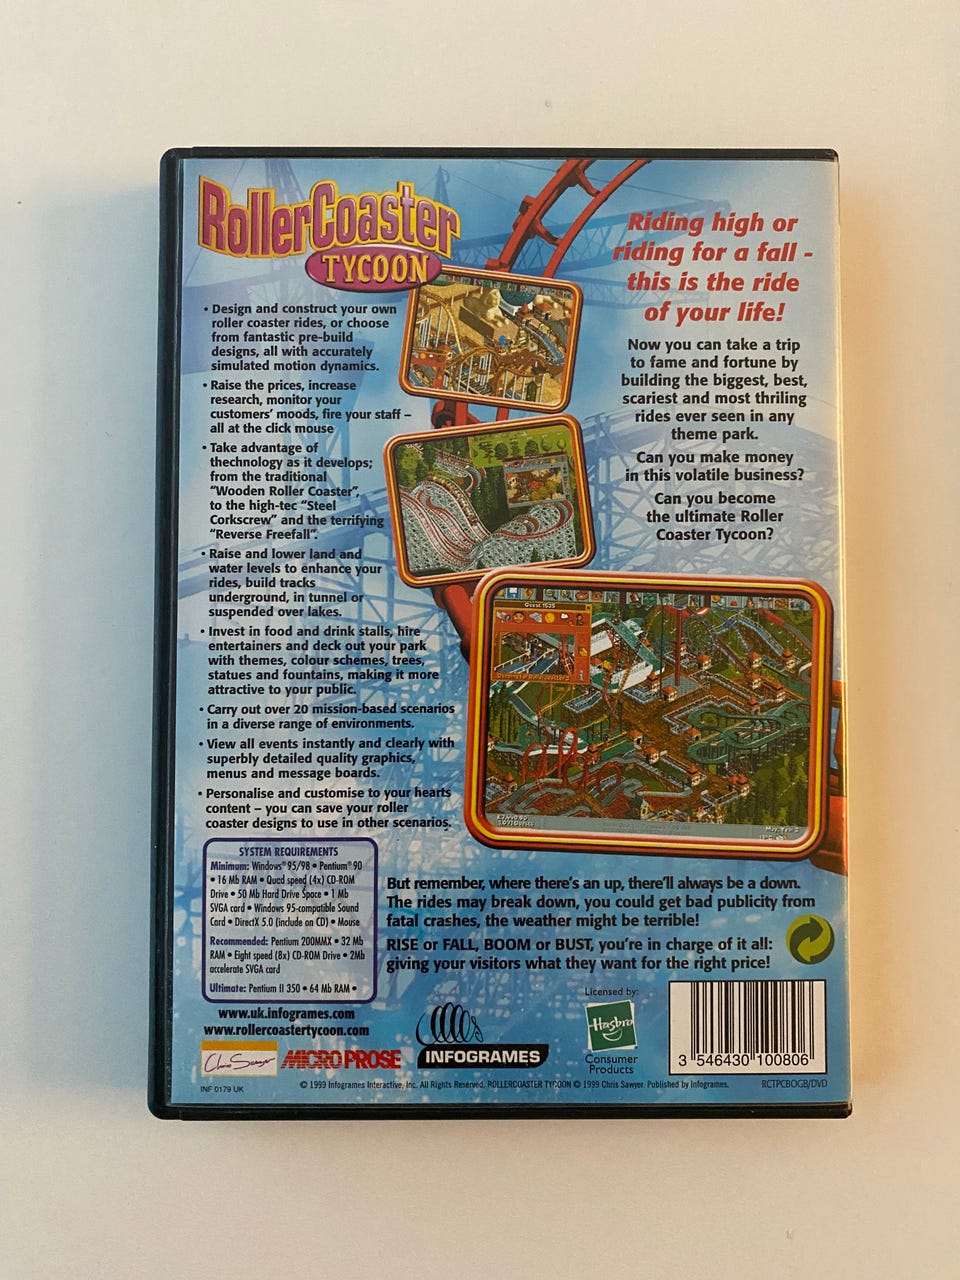 RollerCoaster
TYCOON
• Design and construct your own
roller coaster rides, or choose
from fantastic pre-build
designs, all with accurately
simulated motion dynamics.
• Raise the prices, increase
research, monitor your
customers' moods, fire your staff –
all at the click mouse
• Take advantage of
thechnology as it develops;
from the traditional
"Wooden Roller Coaster",
to the high-tec "Steel
Corkscrew" and the terrifying
"Reverse Freefall".
• Raise and lower land and
water levels to enhance your
rides, build tracks
underground, in tunnel or
suspended over lakes.
• Invest in food and drink stalls, hire
entertainers and deck out your park
with themes, colour schemes, trees,
statues and fountains, making it more
attractive to your public.
• Carry out over 20 mission-based scenarios
in a diverse range of environments.
• View all events instantly and clearly with
superbly detailed quality graphics,
menus and message boards.
• Personalise and customise to your hearts
content – you can save your roller
coaster designs to use in other scenarios.
Riding high or
riding for a fall -
this is the ride
of your life!
Now you can take a trip
to fame and fortune by
building the biggest, best,
scariest and most thriling
rides ever seen in any
theme park.
Can you make money
in this volatile business?
Can you become
the ultimate Roller
Coaster Tycoon?
Guest 1525
SYSTEM REQUIREMENTS
Minimum: Windows® 95/98 • Pentium® 90
• 16 Mb RAM • Quad speed (4x) CD-ROM
Drive • 50 Mb Hard Drive Space • 1 Mb
SVGA card • Windows 95-compatible Sound
Card • DirectX 5.0 (include on CD) • Mouse
Recommended: Pentium 200MMX • 32 Mb
RAM • Eight speed (8x) CD-ROM Drive • 2Mb
accelerate SVGA card
Ultimate: Pentium II 350 • 64 Mb RAM •
But remember, where there's an up, there'll always be a down.
The rides may break down, you could get bad publicity from
fatal crashes, the weather might be terrible!
RISE or FALL, BOOM or BUST, you're in charge of it all:
giving your visitors what they want for the right price!
www.uk.infogrames.com
www.rollercoastertycoon.com
Chris Sawyer
MICROPROSE
INFOGRAMES
Licensed by:
Hasbro
Consumer
Products
3 546430 100806
INF 0179 UK
© 1999 Infogrames Interactive, Inc. All Rights Reserved. ROLLERCOASTER TYCOON © 1999 Chris Sawyer. Published by Infogrames.
RCTPCBOGB/DVD